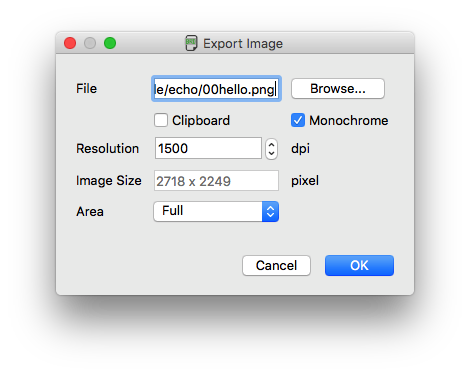 Export Image
File le/echo/00hello.png Browse...
Clipboard Monochrome
Resolution 1500 dpi
Image Size 2718 x 2249 pixel
Area Full
Cancel OK